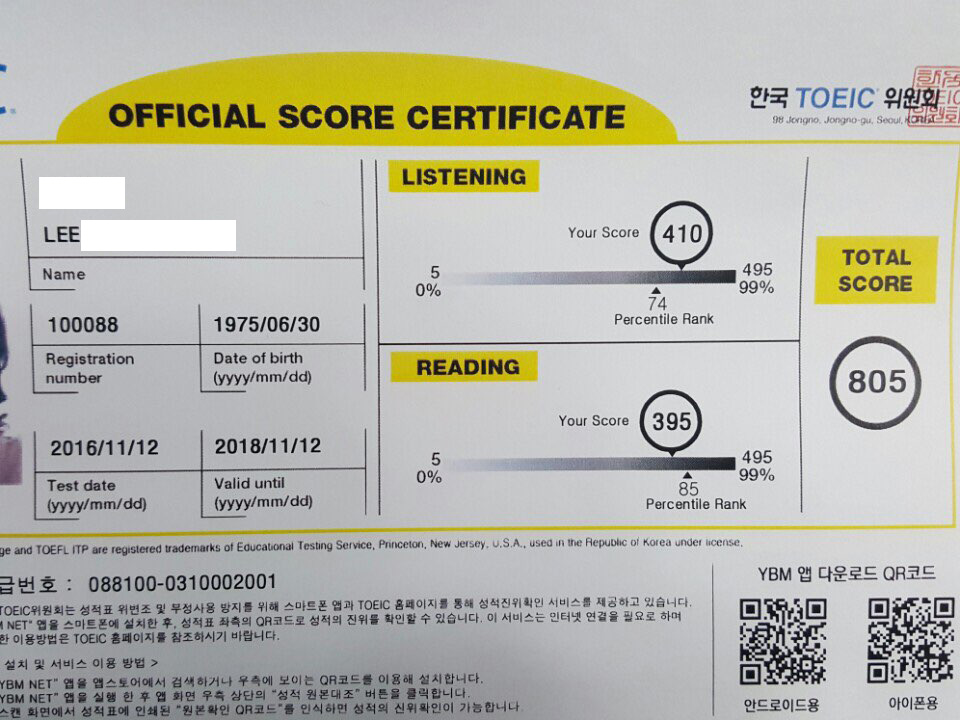 C
OFFICIAL SCORE CERTIFICATE
한국 TOEIC 위원회
98 Jongno, Jongno-gu, Seoul, KOREA
LEE
Name
100088
1975/06/30
Registration
number
Date of birth
(yyyy/mm/dd)
2016/11/12
2018/11/12
Test date
(yyyy/mm/dd)
Valid until
(yyyy/mm/dd)
LISTENING
Your Score 410
5
495
0%
99%
74
Percentile Rank
READING
Your Score 395
5
495
0%
99%
85
Percentile Rank
TOTAL
SCORE
805
ge and TOEFL ITP are registered trademarks of Educational Testing Service, Princeton, New Jersey, U.S.A., used in the Republic of Korea under license.
급번호 : 088100-0310002001
TOEIC위원회는 성적표 위변조 및 부정사용 방지를 위해 스마트폰 앱과 TOEIC 홈페이지를 통해 성적진위확인 서비스를 제공하고 있습니다.
M NET" 앱을 스마트폰에 설치한 후, 성적표 좌측의 QR코드로 성적의 진위를 확인할 수 있습니다. 이 서비스는 인터넷 연결을 필요로 하며
한 이용방법은 TOEIC 홈페이지를 참조하시기 바랍니다.
설치 및 서비스 이용 방법 >
YBM NET" 앱을 앱스토어에서 검색하거나 우측에 보이는 QR코드를 이용해 설치합니다.
YBM NET" 앱을 실행 한 후 앱 화면 우측 상단의 "성적 원본대조" 버튼을 클릭합니다.
스캔 화면에서 성적표에 인쇄된 "원본확인 QR코드"를 인식하면 성적의 진위확인이 가능합니다.
YBM 앱 다운로드 QR코드
안드로이드용
아이폰용